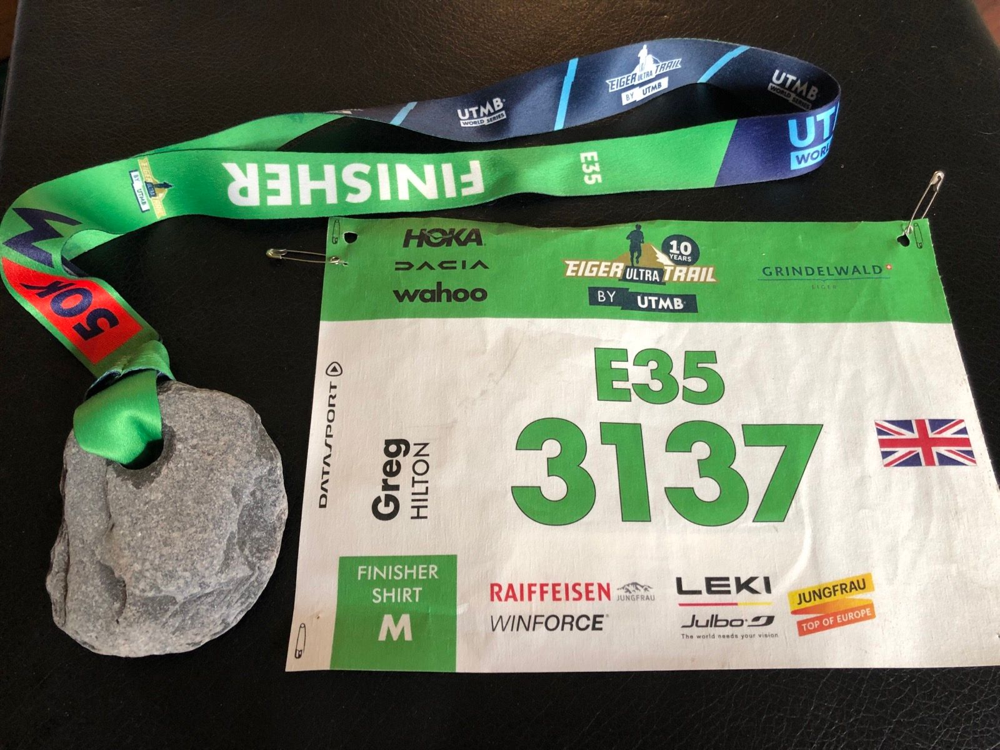 EIGER ULTRA TRAIL
BY UTMB
UTMB
WORLD SERIES
UTMB
WORLD SERIES
E35
FINISHER
EIGER ULTRA TRAIL
BY UTMB
50K
M
HOKA
DACIA
wahoo
10
YEARS
EIGER ULTRA TRAIL
BY UTMB
GRINDELWALD
EIGER
DATASPORT
Greg
HILTON
E35
3137
FINISHER
SHIRT
M
RAIFFEISEN
JUNGFRAU
WINFORCE
LEKI
Julbo
The world needs your vision
JUNGFRAU
TOP OF EUROPE